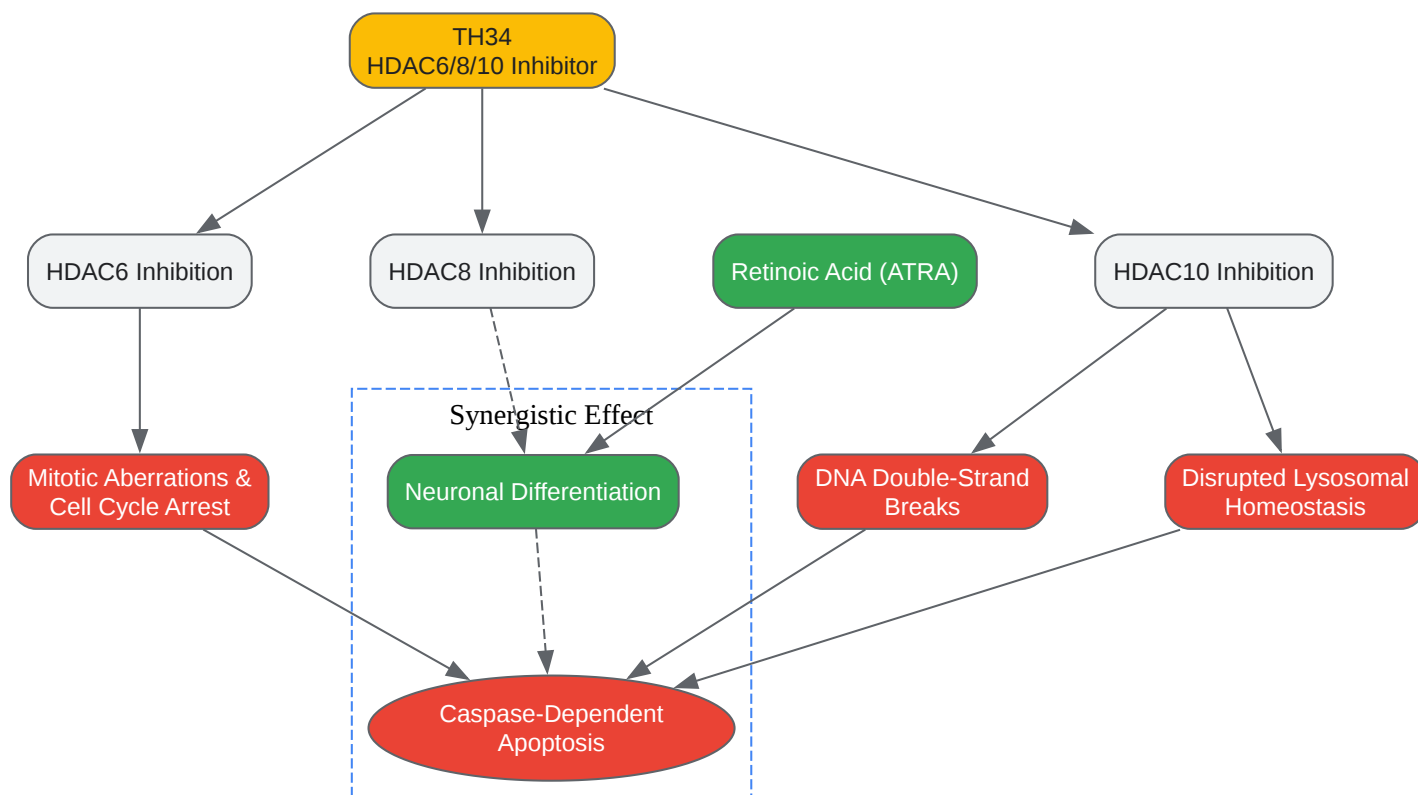 TH34
HDAC6/8/10 Inhibitor
HDAC6 Inhibition
HDAC8 Inhibition
Retinoic Acid (ATRA)
HDAC10 Inhibition
Synergistic Effect
Mitotic Aberrations &
Cell Cycle Arrest
Neuronal Differentiation
DNA Double-Strand
Breaks
Disrupted Lysosomal
Homeostasis
Caspase-Dependent
Apoptosis